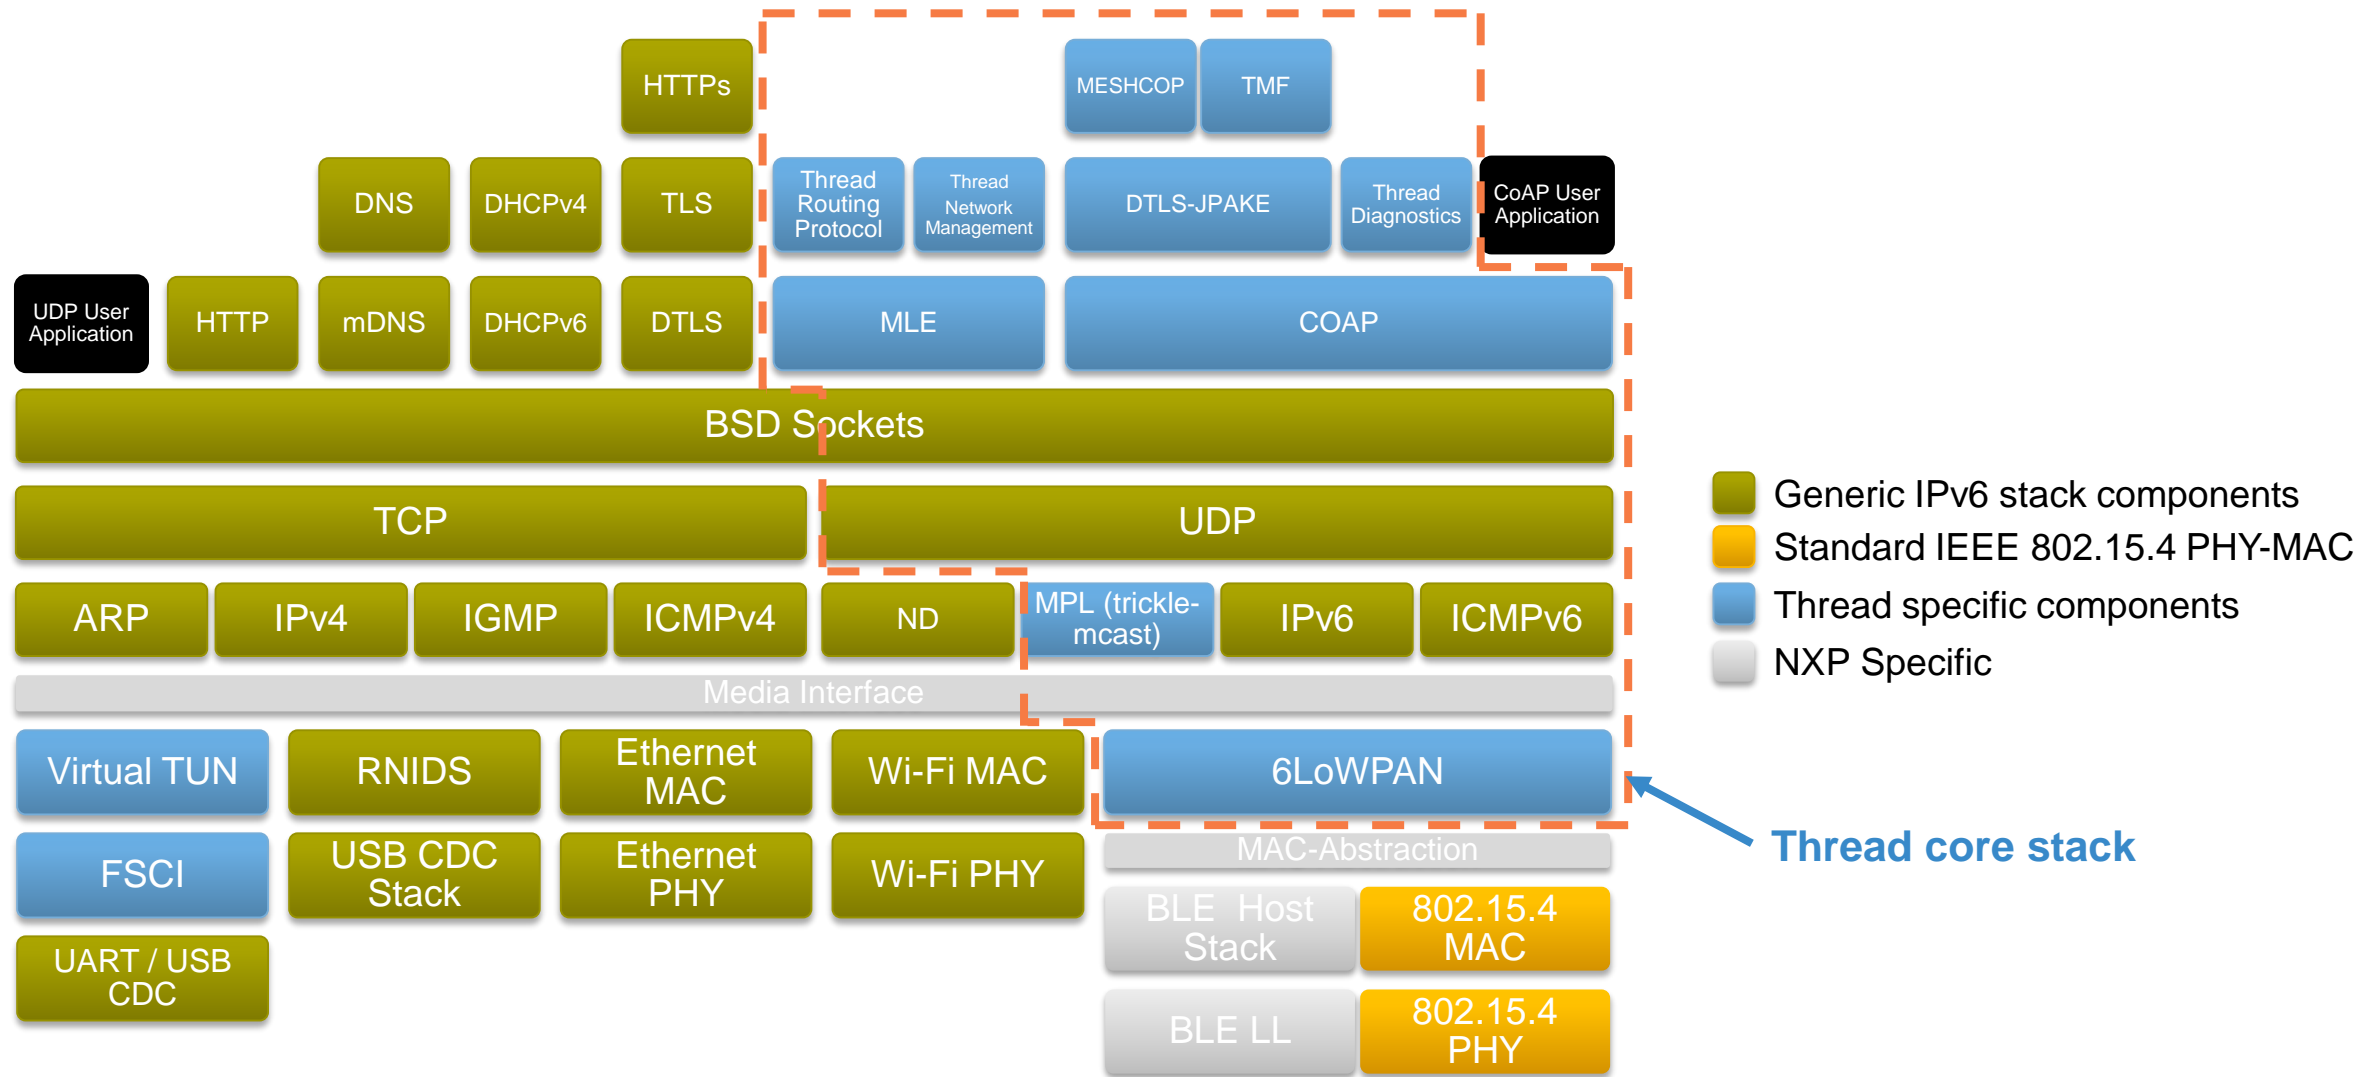 HTTPs
MESHCOP
TMF
DNS
DHCPv4
TLS
Thread
Routing
Protocol
Thread
Network
Management
DTLS-JPAKE
Thread
Diagnostics
CoAP User
Application
UDP User
Application
HTTP
mDNS
DHCPv6
DTLS
MLE
COAP
BSD Sockets
TCP
UDP
ARP
IPv4
IGMP
ICMPv4
ND
MPL (trickle-
mcast)
IPv6
ICMPv6
Media Interface
Virtual TUN
RNIDS
Ethernet
MAC
Wi-Fi MAC
6LoWPAN
FSCI
USB CDC
Stack
Ethernet
PHY
Wi-Fi PHY
MAC-Abstraction
UART / USB
CDC
BLE Host
Stack
802.15.4
MAC
BLE LL
802.15.4
PHY
Generic IPv6 stack components
Standard IEEE 802.15.4 PHY-MAC
Thread specific components
NXP Specific
Thread core stack